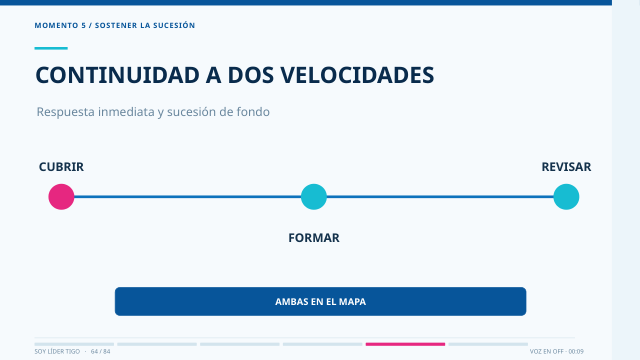 MOMENTO 5 / SOSTENER LA SUCESIÓN
CONTINUIDAD A DOS VELOCIDADES
Respuesta inmediata y sucesión de fondo
CUBRIR
REVISAR
FORMAR
AMBAS EN EL MAPA
SOY LÍDER TIGO · 64 / 84
VOZ EN OFF · 00:09